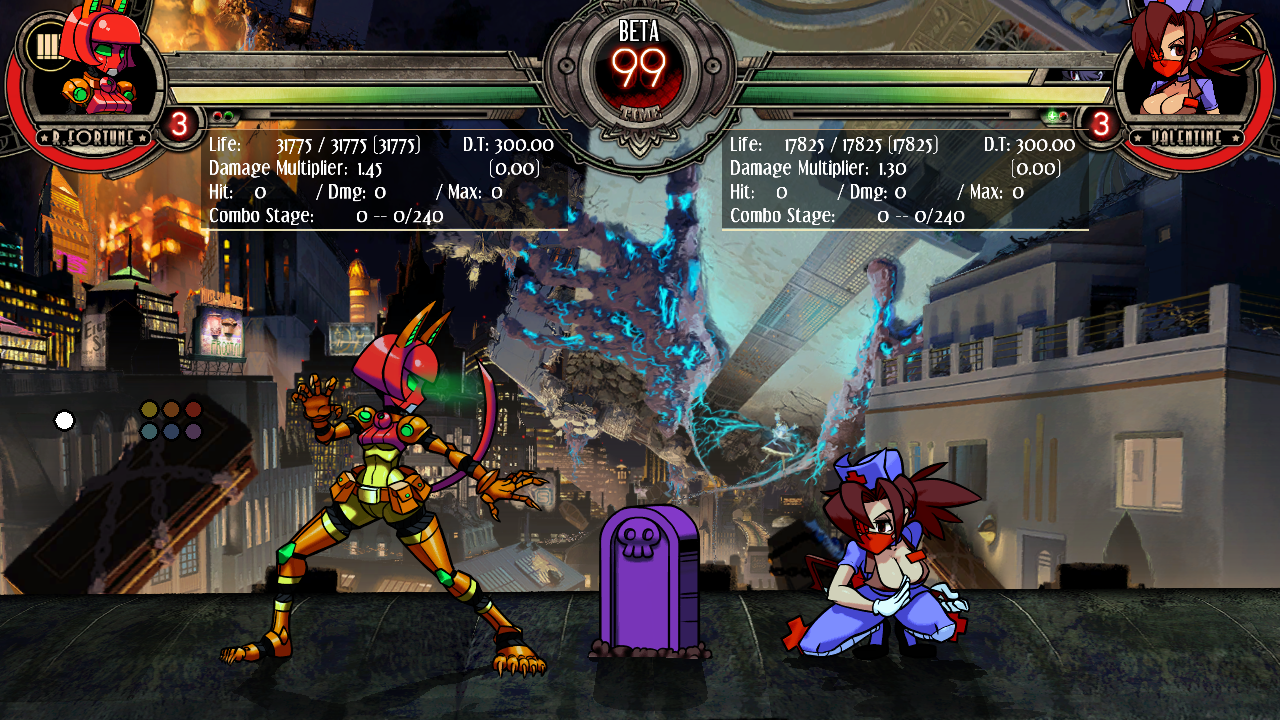 BETA
99
TIME
R.FORTUNE
3
3
VALENTINE
Life: 31775 / 31775 (31775) D.T: 300.00
Damage Multiplier: 1.45 (0.00)
Hit: 0 / Dmg: 0 / Max: 0
Combo Stage: 0 -- 0/240
Life: 17825 / 17825 (17825) D.T: 300.00
Damage Multiplier: 1.30 (0.00)
Hit: 0 / Dmg: 0 / Max: 0
Combo Stage: 0 -- 0/240